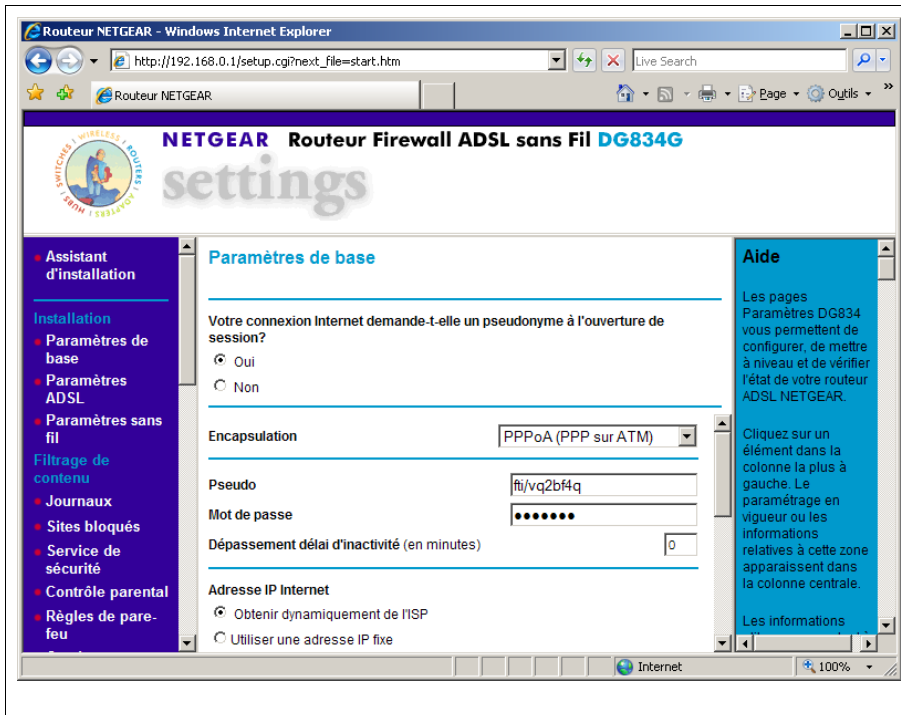 Routeur NETGEAR - Windows Internet Explorer
http://192.168.0.1/setup.cgi?next_file=start.htm
Live Search
Routeur NETGEAR
Page
Outils
»
SWITCHES WIRELESS ROUTERS ADAPTERS HUBS
NETGEAR Routeur Firewall ADSL sans Fil DG834G
settings
Assistant
d'installation
Installation
Paramètres de
base
Paramètres
ADSL
Paramètres sans
fil
Filtrage de
contenu
Journaux
Sites bloqués
Service de
sécurité
Contrôle parental
Règles de pare-
feu
Paramètres de base
Votre connexion Internet demande-t-elle un pseudonyme à l'ouverture de
session?
Oui
Non
Encapsulation
PPPoA (PPP sur ATM)
Pseudo
fti/vq2bf4q
Mot de passe
•••••••
Dépassement délai d'inactivité (en minutes)
0
Adresse IP Internet
Obtenir dynamiquement de l'ISP
Utiliser une adresse IP fixe
Aide
Les pages
Paramètres DG834
vous permettent de
configurer, de mettre
à niveau et de vérifier
l'état de votre routeur
ADSL NETGEAR.
Cliquez sur un
élément dans la
colonne la plus à
gauche. Le
paramétrage en
vigueur ou les
informations
relatives à cette zone
apparaissent dans
la colonne centrale.
Les informations
Internet
100%